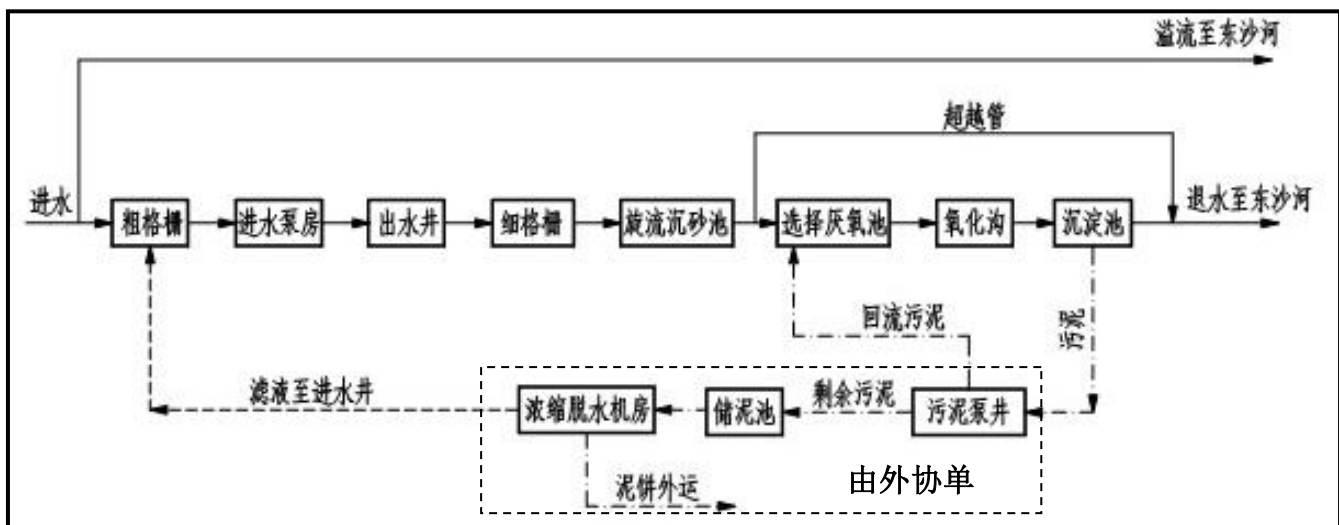 溢流至东沙河
超越管
进水
粗格栅
进水泵房
出水井
细格栅
旋流沉砂池
选择厌氧池
氧化沟
沉淀池
退水至东沙河
回流污泥
污泥
滤液至进水井
浓缩脱水机房
储泥池
剩余污泥
污泥泵井
泥饼外运
由外协单